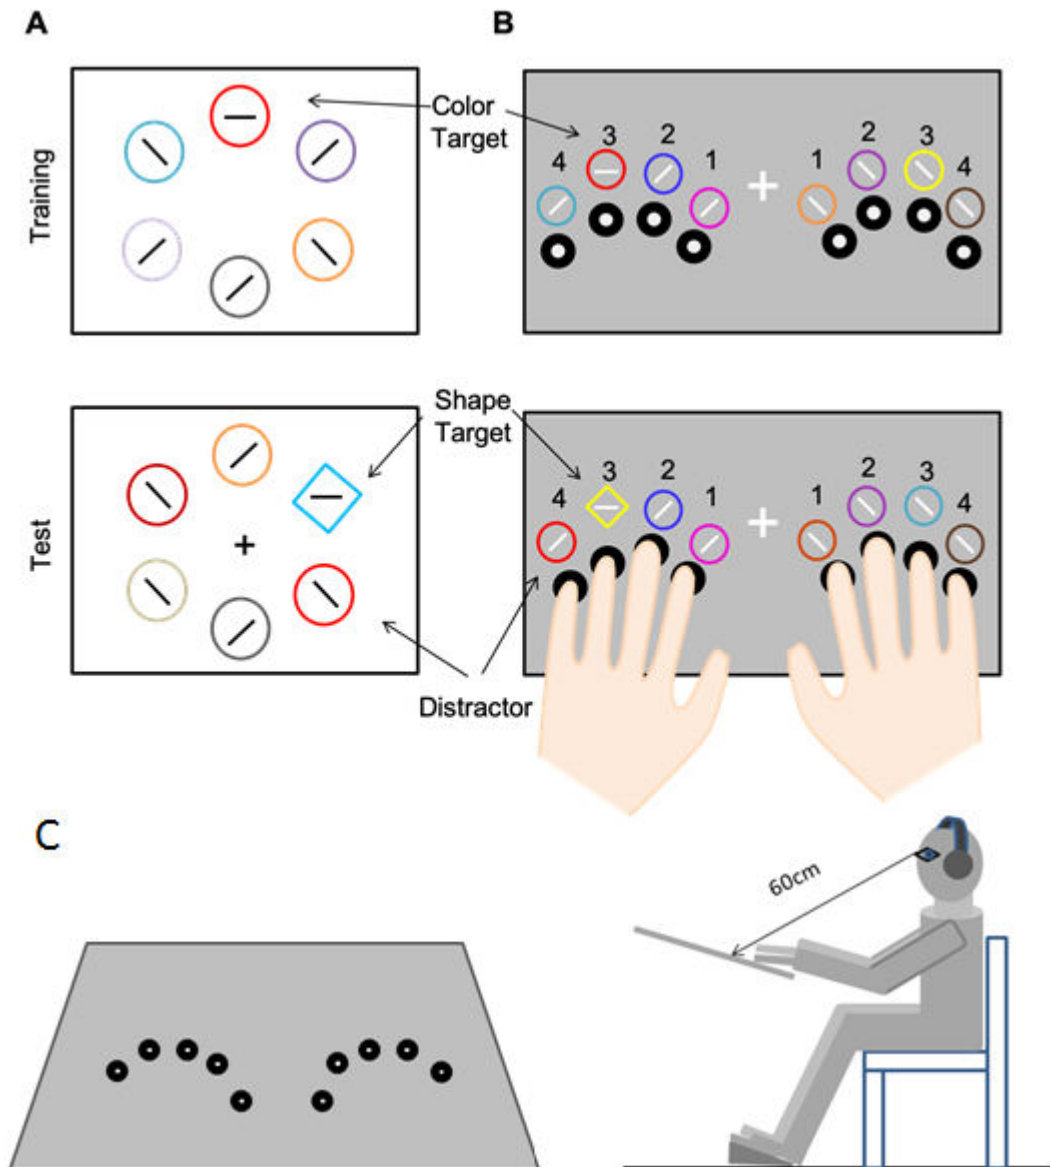 A
B
Training
Color
Target
4 3 2 1 + 1 2 3 4
Test
Shape
Target
+
4 3 2 1 + 1 2 3 4
Distractor
C
60cm